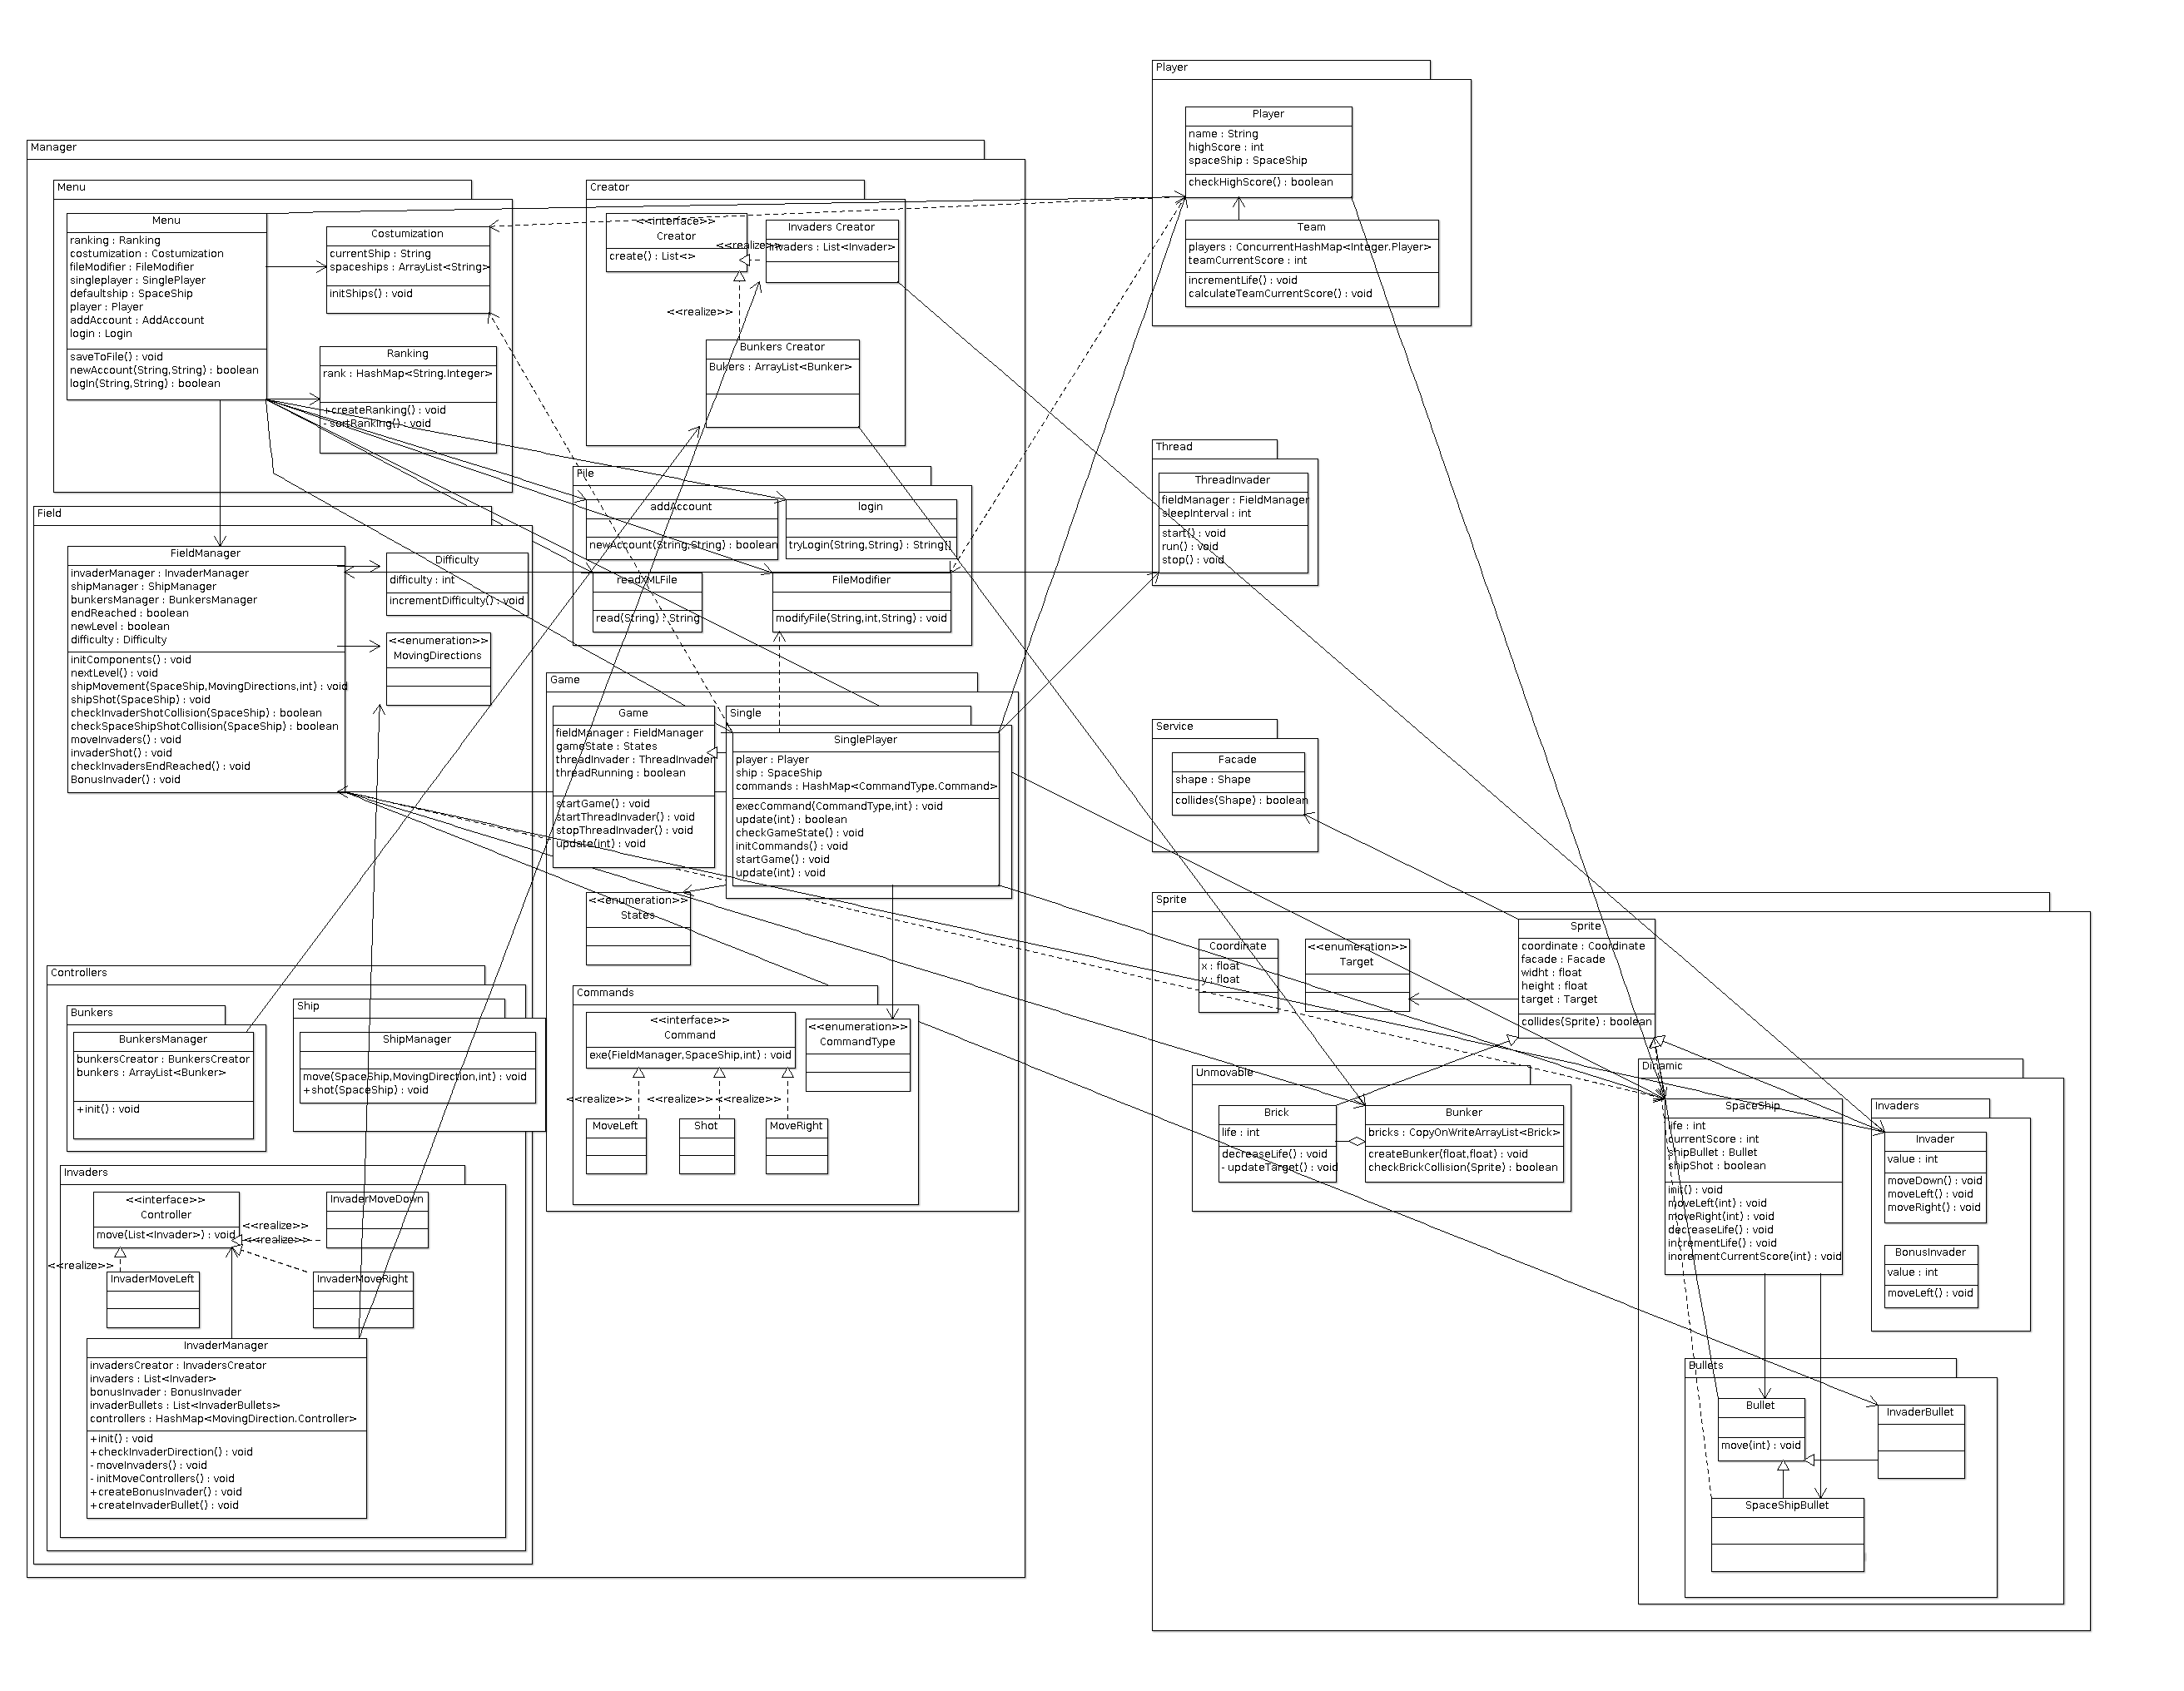 Player
Player
name : String
highScore : int
spaceShip : SpaceShip
checkHighScore() : boolean
Team
players : ConcurrentHashMap<Integer.Player>
teamCurrentScore : int
incrementLife() : void
calculateTeamCurrentScore() : void
Manager
Menu
Menu
ranking : Ranking
costumization : Costumization
fileModifier : FileModifier
singleplayer : SinglePlayer
defaultship : SpaceShip
player : Player
addAccount : AddAccount
login : Login
saveToFile() : void
newAccount(String,String) : boolean
logIn(String,String) : boolean
Costumization
currentShip : String
spaceships : ArrayList<String>
initShips() : void
Ranking
rank : HashMap<String.Integer>
+createRanking() : void
- sortRanking() : void
Creator
<<interface>>
Creator
create() : List<>
<<realize>>
Invaders Creator
invaders : List<Invader>
<<realize>>
Bunkers Creator
Bukers : ArrayList<Bunker>
File
addAccount
newAccount(String,String) : boolean
login
tryLogin(String,String) : String[]
readXMLFile
read(String) : String
FileModifier
modifyFile(String,int,String) : void
Thread
ThreadInvader
fieldManager : FieldManager
sleepInterval : int
start() : void
run() : void
stop() : void
Field
FieldManager
invaderManager : InvaderManager
shipManager : ShipManager
bunkersManager : BunkersManager
endReached : boolean
newLevel : boolean
difficulty : Difficulty
initComponents() : void
nextLevel() : void
shipMovement(SpaceShip,MovingDirections,int) : void
shipShot(SpaceShip) : void
checkInvaderShotCollision(SpaceShip) : boolean
checkSpaceShipShotCollision(SpaceShip) : boolean
moveInvaders() : void
invaderShot() : void
checkInvadersEndReached() : void
BonusInvader() : void
Difficulty
difficulty : int
incrementDifficulty() : void
<<enumeration>>
MovingDirections
Game
Game
fieldManager : FieldManager
gameState : States
threadInvader : ThreadInvader
threadRunning : boolean
startGame() : void
startThreadInvader() : void
stopThreadInvader() : void
update(int) : void
Single
SinglePlayer
player : Player
ship : SpaceShip
commands : HashMap<CommandType.Command>
execCommand(CommandType,int) : void
update(int) : boolean
checkGameState() : void
initCommands() : void
startGame() : void
update(int) : void
<<enumeration>>
States
Commands
<<interface>>
Command
exe(FieldManager,SpaceShip,int) : void
<<enumeration>>
CommandType
<<realize>>
<<realize>>
<<realize>>
MoveLeft
Shot
MoveRight
Service
Facade
shape : Shape
collides(Shape) : boolean
Controllers
Bunkers
BunkersManager
bunkersCreator : BunkersCreator
bunkers : ArrayList<Bunker>
+init() : void
Ship
ShipManager
move(SpaceShip,MovingDirection,int) : void
+shot(SpaceShip) : void
Invaders
<<interface>>
Controller
move(List<Invader>) : void
InvaderMoveDown
<<realize>>
<<realize>>
<<realize>>
InvaderMoveLeft
InvaderMoveRight
InvaderManager
invadersCreator : InvadersCreator
invaders : List<Invader>
bonusInvader : BonusInvader
invaderBullets : List<InvaderBullets>
controllers : HashMap<MovingDirection.Controller>
+init() : void
+checkInvaderDirection() : void
- moveInvaders() : void
- initMoveControllers() : void
+createBonusInvader() : void
+createInvaderBullet() : void
Sprite
Coordinate
x : float
y : float
<<enumeration>>
Target
Sprite
coordinate : Coordinate
facade : Facade
widht : float
height : float
target : Target
collides(Sprite) : boolean
Unmovable
Brick
life : int
decreaseLife() : void
- updateTarget() : void
Bunker
bricks : CopyOnWriteArrayList<Brick>
createBunker(float,float) : void
checkBrickCollision(Sprite) : boolean
Dinamic
SpaceShip
life : int
currentScore : int
shipBullet : Bullet
shipShot : boolean
init() : void
moveLeft(int) : void
moveRight(int) : void
decreaseLife() : void
incrementLife() : void
incrementCurrentScore(int) : void
Invaders
Invader
value : int
moveDown() : void
moveLeft() : void
moveRight() : void
BonusInvader
value : int
moveLeft() : void
Bullets
Bullet
move(int) : void
InvaderBullet
SpaceShipBullet